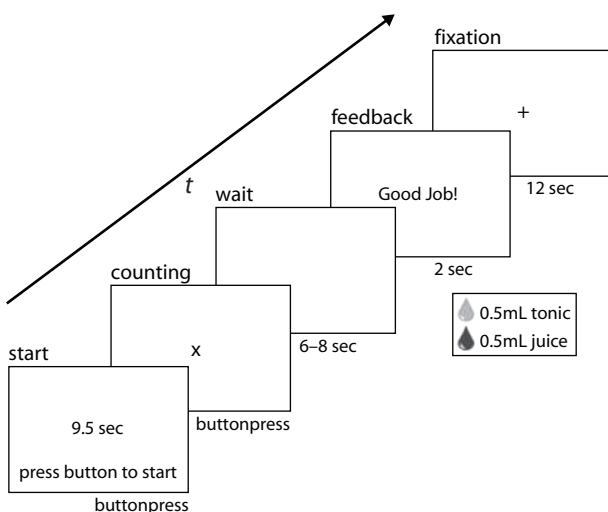 fixation
+
12 sec
feedback
Good Job!
2 sec
t
wait
6–8 sec
counting
x
buttonpress
start
9.5 sec
press button to start
buttonpress
0.5mL tonic
0.5mL juice